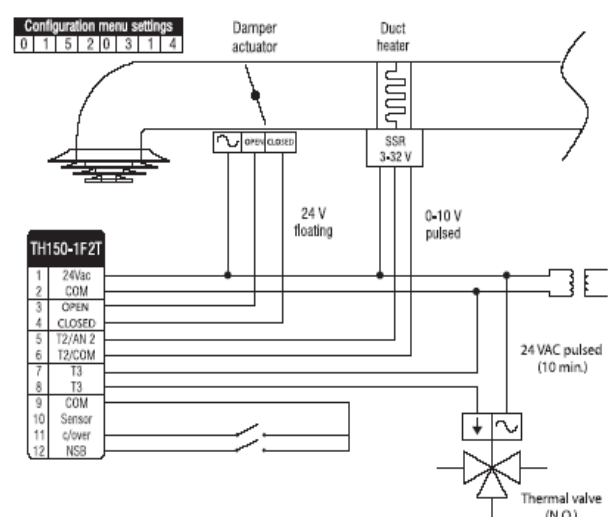 Configuration menu settings
0 1 5 2 0 3 1 4
Damper
actuator
Duct
heater
OPEN CLOSED
SSR
3-32 V
24 V
floating
0-10 V
pulsed
TH150-1F2T
1 24Vac
2 COM
3 OPEN
4 CLOSED
5 T2/AN 2
6 T2/COM
7 T3
8 T3
9 COM
10 Sensor
11 c/over
12 NSB
24 VAC pulsed
(10 min.)
Thermal valve
(N.O.)